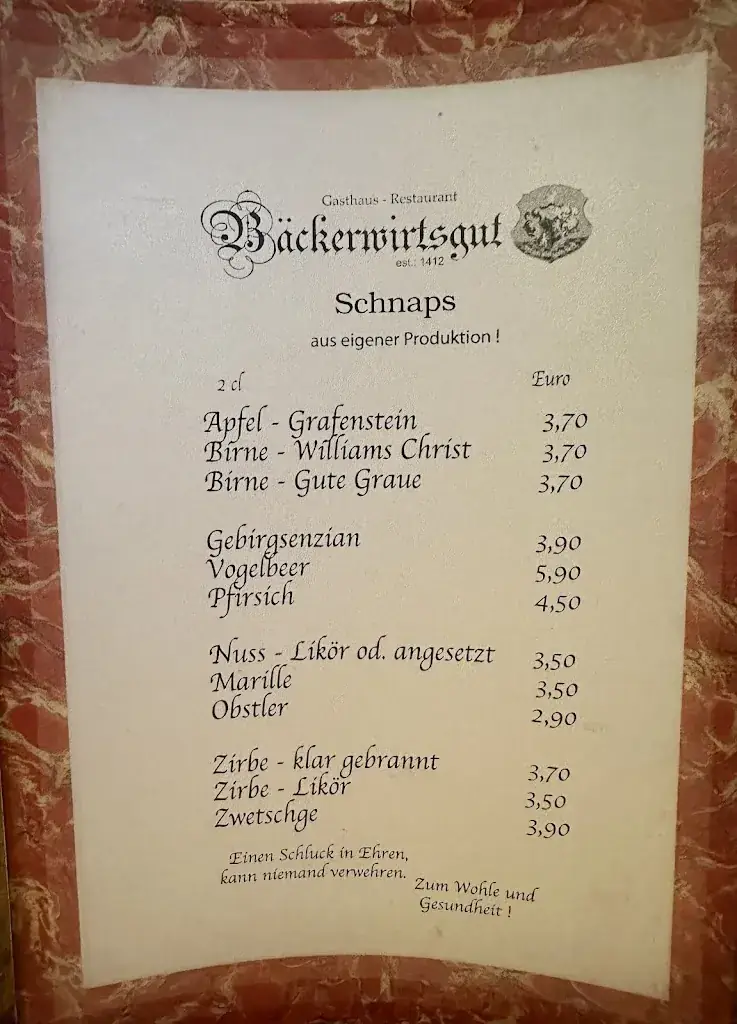 Gasthaus - Restaurant
Bäckerwirtsgut
est.: 1412
Schnaps
aus eigener Produktion !
2 cl Euro
Apfel - Grafenstein 3,70
Birne - Williams Christ 3,70
Birne - Gute Graue 3,70
Gebirgsenzian 3,90
Vogelbeer 5,90
Pfirsich 4,50
Nuss - Likör od. angesetzt 3,50
Marille 3,50
Obstler 2,90
Zirbe - klar gebrannt 3,70
Zirbe - Likör 3,50
Zwetschge 3,90
Einen Schluck in Ehren,
kann niemand verwehren.
Zum Wohle und
Gesundheit !